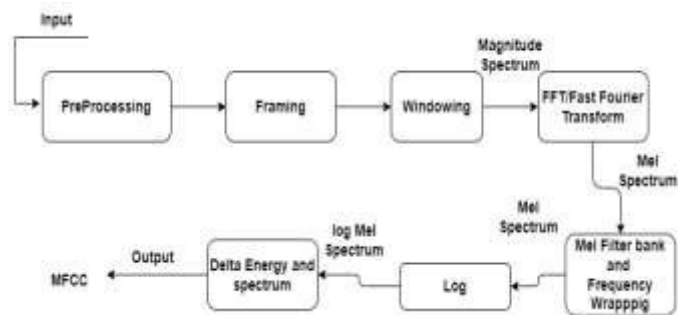 Input
Magnitude
Spectrum
PreProcessing
Framing
Windowing
FFT/Fast Fourier
Transform
Mel
Spectrum
Mel
Spectrum
log Mel
Spectrum
Output
MFCC
Delta Energy and
spectrum
Log
Mel Filter bank
and
Frequency
Wrapppig